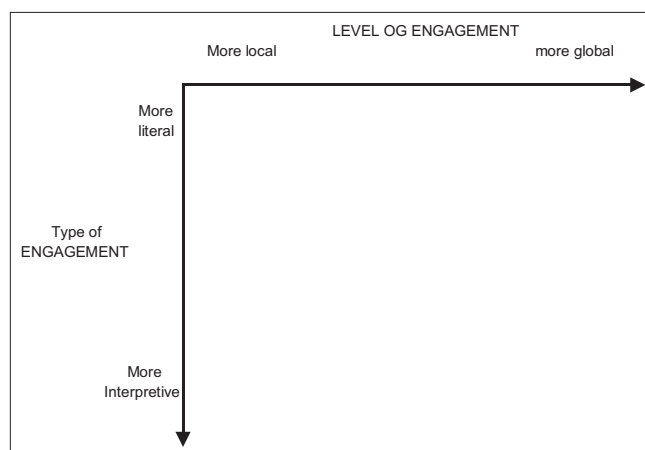 LEVEL OG ENGAGEMENT
More local
more global
More
literal
Type of
ENGAGEMENT
More
Interpretive